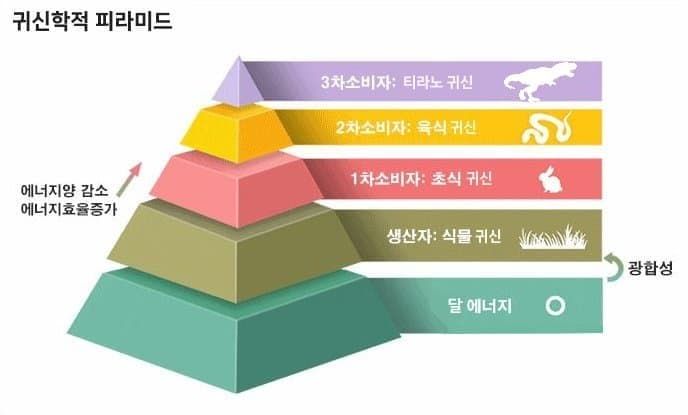 귀신학적 피라미드
3차소비자: 티라노 귀신
2차소비자: 육식 귀신
1차소비자: 초식 귀신
에너지양 감소
에너지효율증가
생산자: 식물 귀신
광합성
달 에너지